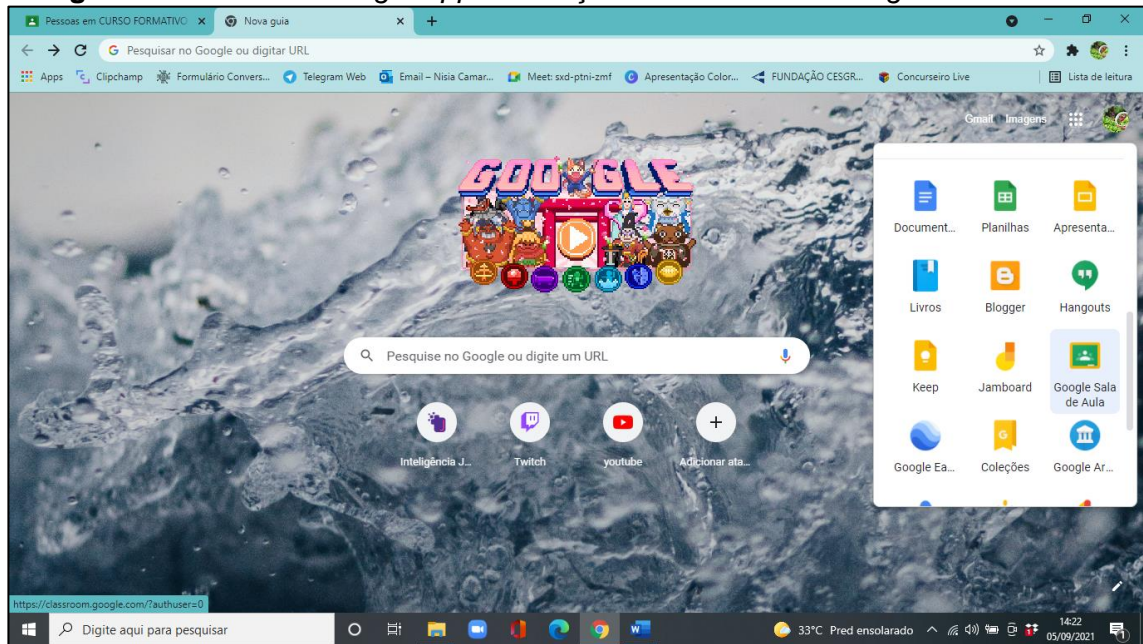 Pessoas em CURSO FORMATIVO
Nova guia
Pesquisar no Google ou digitar URL
Apps
Clipchamp
Formulário Convers...
Telegram Web
Email – Nisia Camar...
Meet: sxd-ptni-zmf
Apresentação Color...
FUNDAÇÃO CESGR...
Concurseiro Live
Lista de leitura
Gmail
Imagens
GOOGLE
Document...
Planilhas
Apresenta...
Livros
Blogger
Hangouts
Pesquise no Google ou digite um URL
Keep
Jamboard
Google Sala
de Aula
Inteligência J...
Twitch
youtube
Adicionar ata...
Google Ea...
Coleções
Google Ar...
https://classroom.google.com/?authuser=0
Digite aqui para pesquisar
33°C Pred ensolarado
14:22
05/09/2021